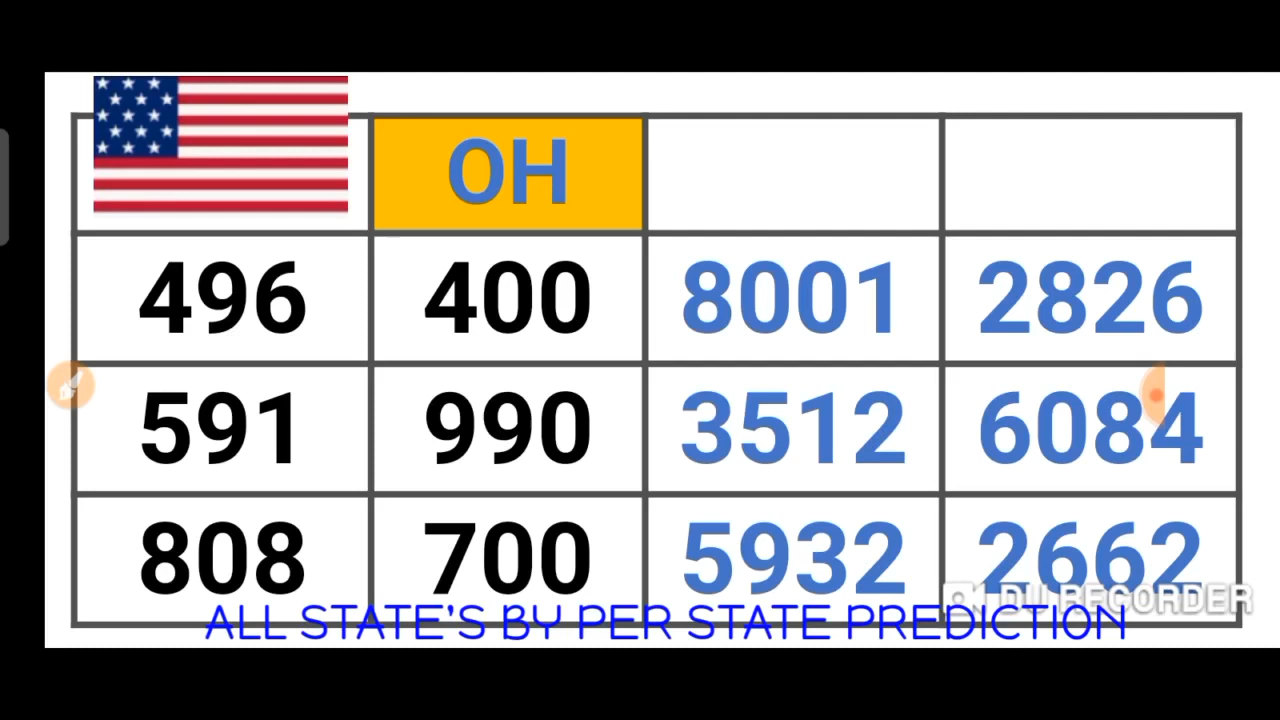 OH
496 400 8001 2826
591 990 3512 6084
808 700 5932 2662
DU RECORDER
ALL STATE'S BY PER STATE PREDICTION